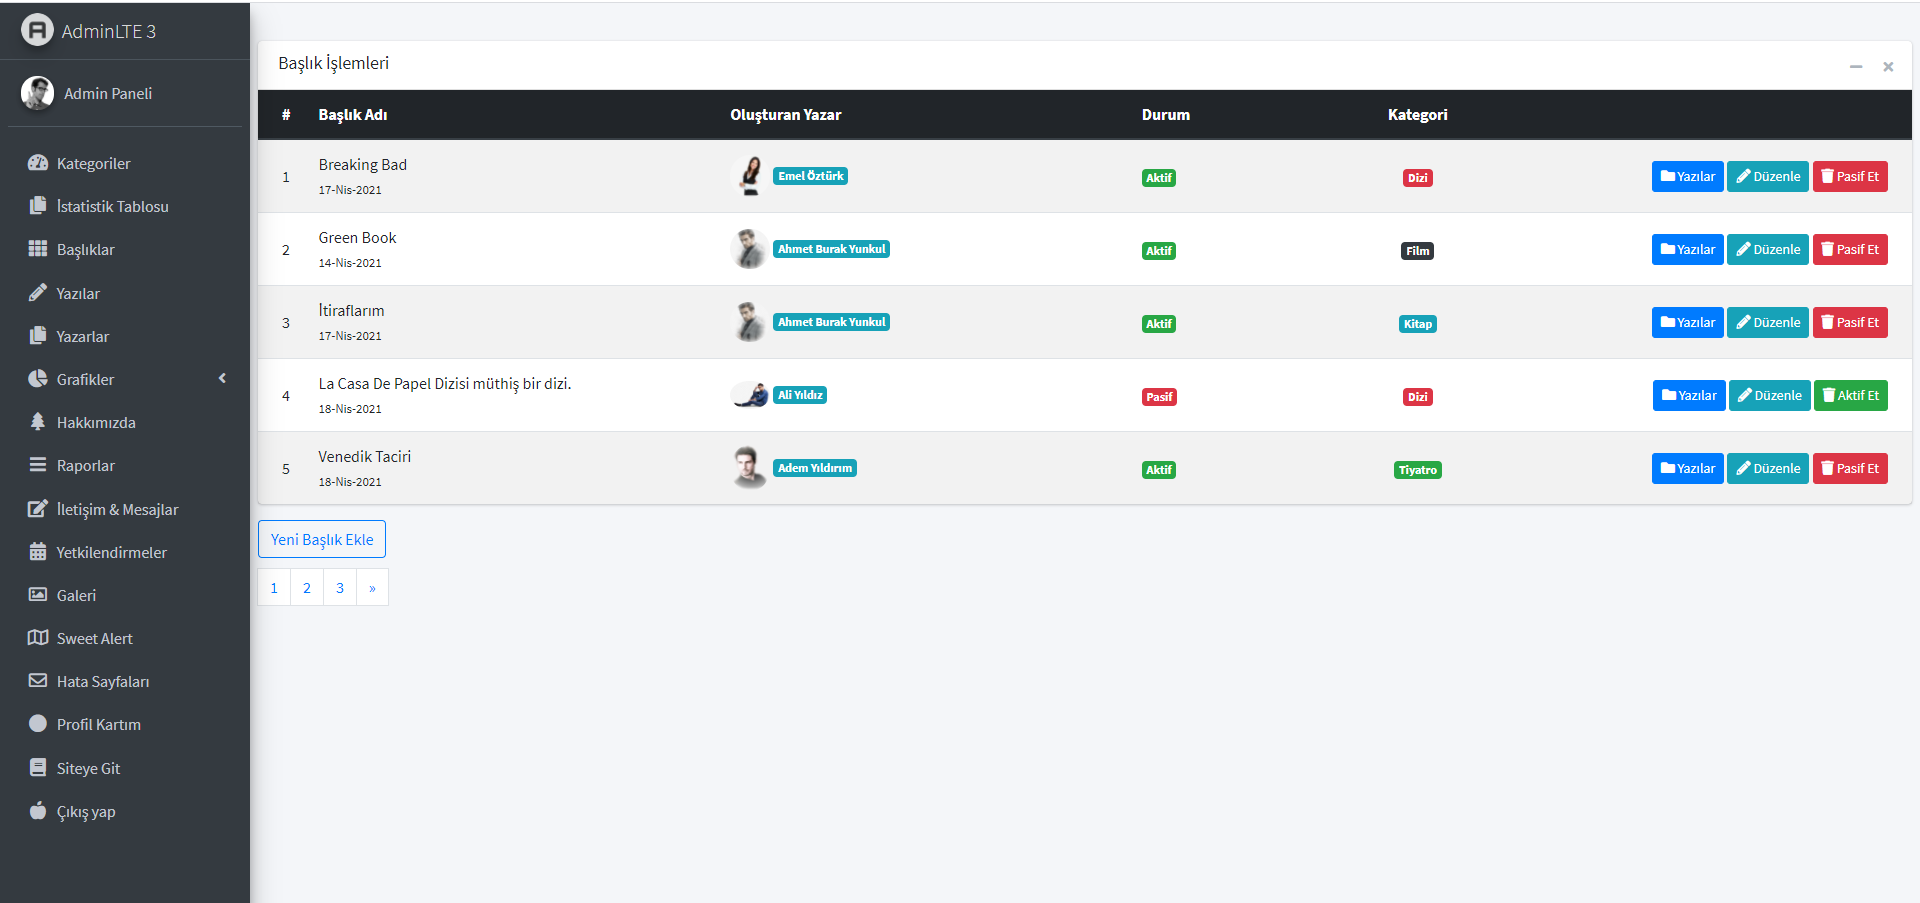 AdminLTE 3
Admin Paneli
Kategoriler
İstatistik Tablosu
Başlıklar
Yazılar
Yazarlar
Grafikler
Hakkımızda
Raporlar
İletişim & Mesajlar
Yetkilendirmeler
Galeri
Sweet Alert
Hata Sayfaları
Profil Kartım
Siteye Git
Çıkış yap
Başlık İşlemleri
# Başlık Adı Oluşturan Yazar Durum Kategori
1 Breaking Bad Emel Öztürk Aktif Dizi Yazılar Düzenle Pasif Et
17-Nis-2021
2 Green Book Ahmet Burak Yunkul Aktif Film Yazılar Düzenle Pasif Et
14-Nis-2021
3 İtiraflarım Ahmet Burak Yunkul Aktif Kitap Yazılar Düzenle Pasif Et
17-Nis-2021
4 La Casa De Papel Dizisi müthiş bir dizi. Ali Yıldız Pasif Dizi Yazılar Düzenle Aktif Et
18-Nis-2021
5 Venedik Taciri Adem Yıldırım Aktif Tiyatro Yazılar Düzenle Pasif Et
18-Nis-2021
Yeni Başlık Ekle
1 2 3 »